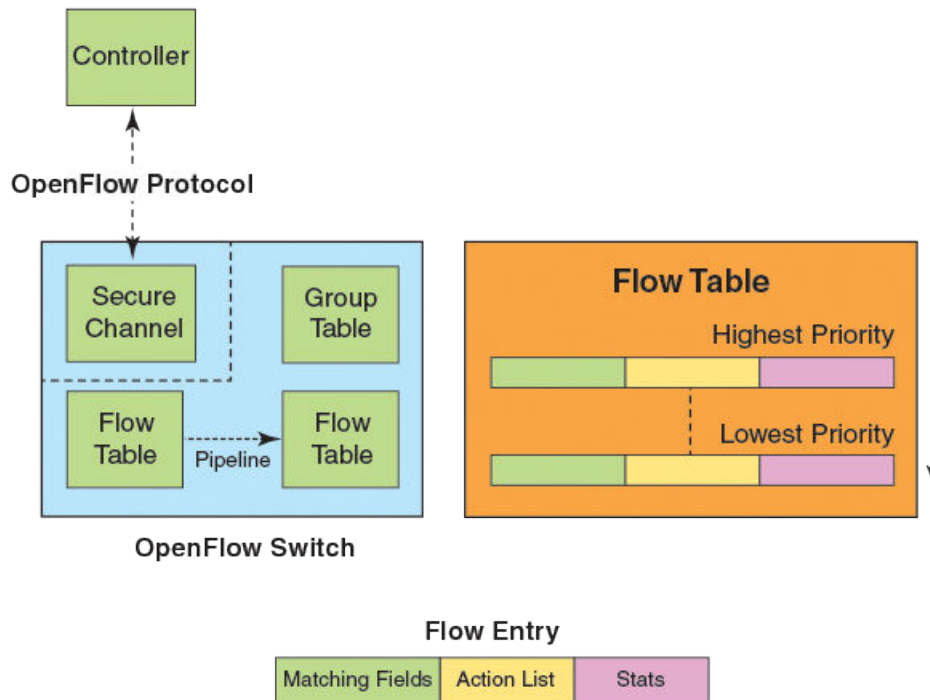 Controller
OpenFlow Protocol
Secure
Channel
Group
Table
Flow
Table
Pipeline
Flow
Table
OpenFlow Switch
Flow Table
Highest Priority
Lowest Priority
Flow Entry
Matching Fields
Action List
Stats